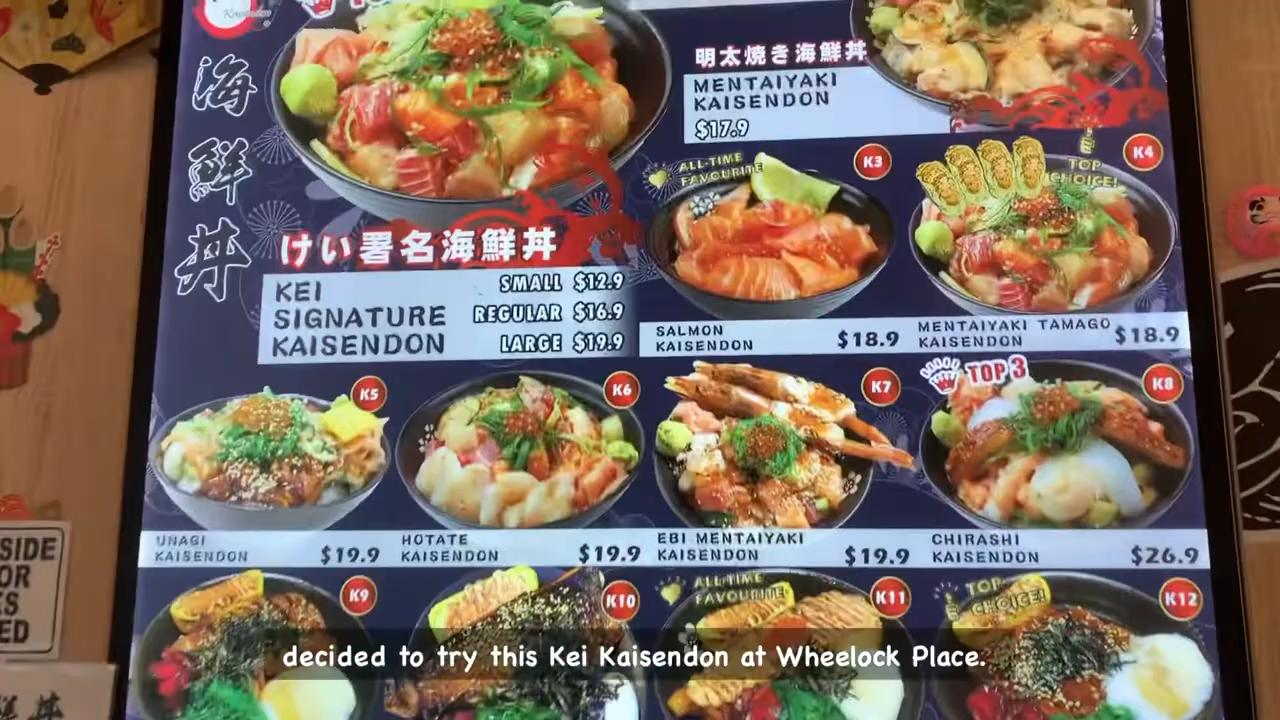 海鮮丼
けい署名海鮮丼
KEI
SIGNATURE
KAISENDON
SMALL $12.9
REGULAR $16.9
LARGE $19.9
明太焼き海鮮丼
MENTAIYAKI
KAISENDON
$17.9
ALL-TIME
FAVOURITE
K3
SALMON
KAISENDON
$18.9
TOP
CHOICE!
K4
MENTAIYAKI TAMAGO
KAISENDON
$18.9
K5
UNAGI
KAISENDON
$19.9
K6
HOTATE
KAISENDON
$19.9
K7
EBI MENTAIYAKI
KAISENDON
$19.9
TOP 3
K8
CHIRASHI
KAISENDON
$26.9
K9
K10
ALL-TIME
FAVOURITE
K11
TOP
CHOICE!
K12
SIDE
OR
ES
ED
鮮丼
decided to try this Kei Kaisendon at Wheelock Place.